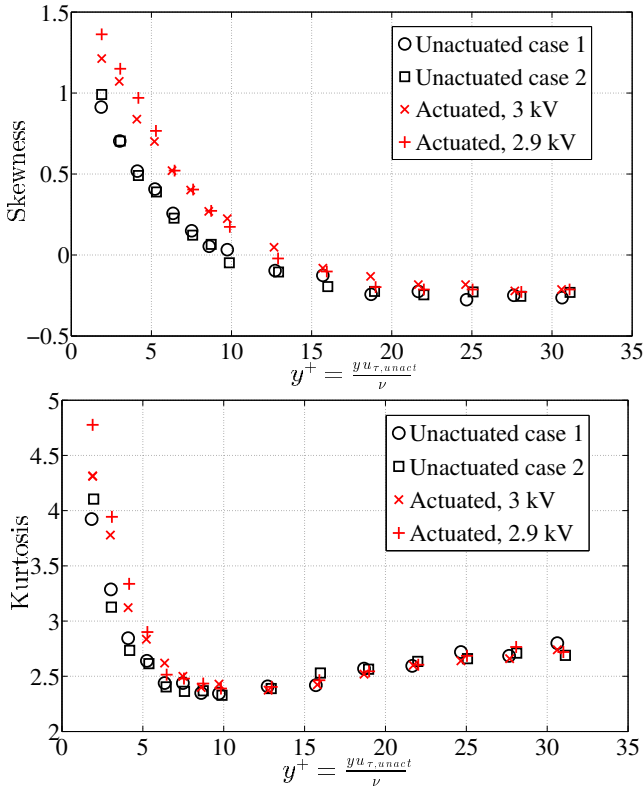 1.5
1
0.5
0
−0.5
Skewness
Unactuated case 1
Unactuated case 2
Actuated, 3 kV
Actuated, 2.9 kV
0 5 10 15 20 25 30 35
y⁺ = y u_{τ,unact} / ν
5
4.5
4
3.5
3
2.5
2
Kurtosis
Unactuated case 1
Unactuated case 2
Actuated, 3 kV
Actuated, 2.9 kV
0 5 10 15 20 25 30 35
y⁺ = y u_{τ,unact} / ν